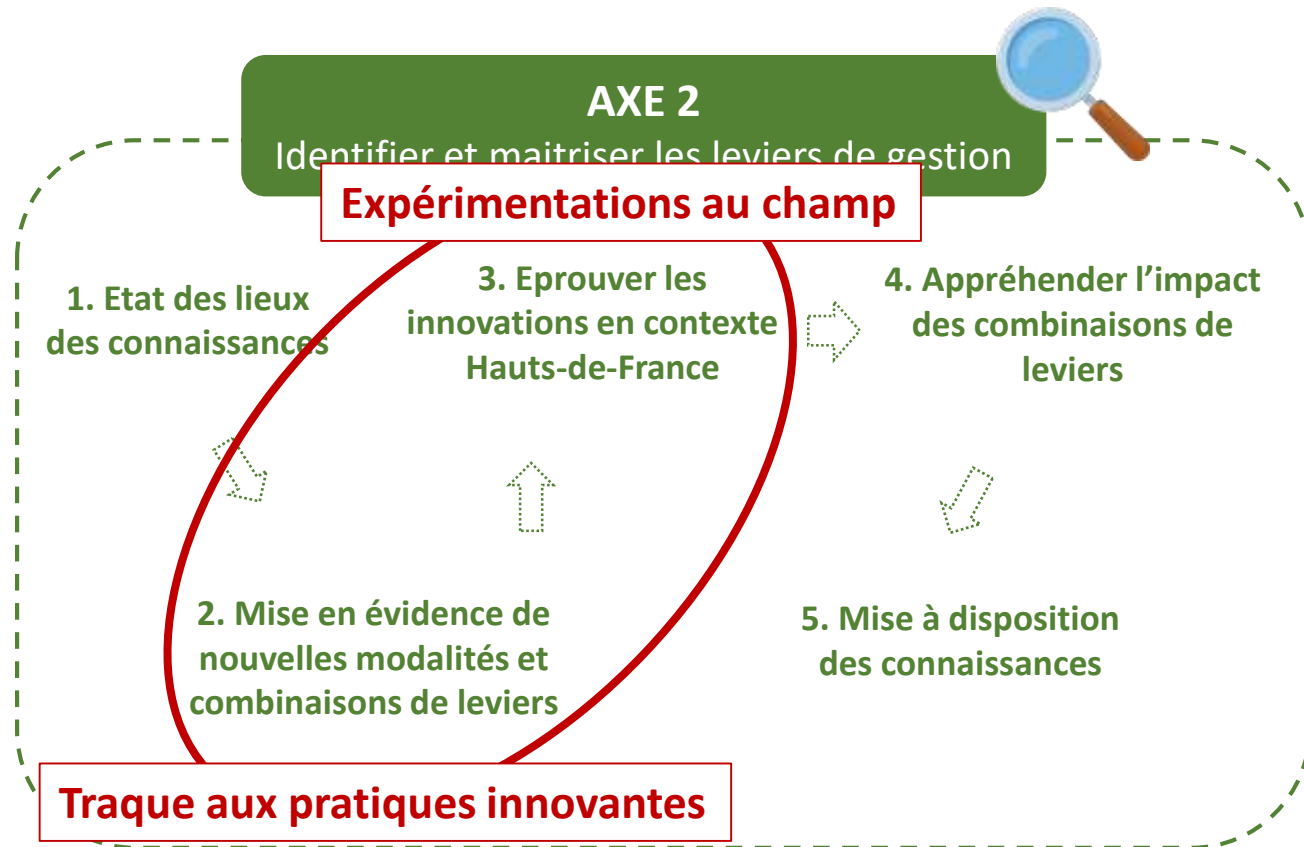 AXE 2
Identifier et maitriser les leviers de gestion
Expérimentations au champ
1. Etat des lieux
des connaissances
3. Eprouver les
innovations en contexte
Hauts-de-France
4. Appréhender l’impact
des combinaisons de
leviers
2. Mise en évidence de
nouvelles modalités et
combinaisons de leviers
5. Mise à disposition
des connaissances
Traque aux pratiques innovantes